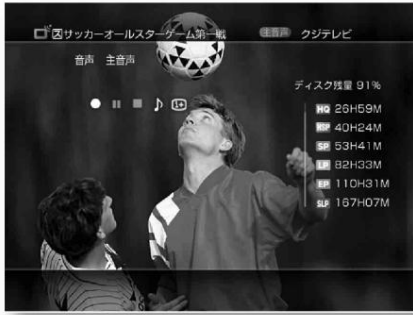 図サッカーオールスターゲーム第一戦 主音声 クジテレビ
音声 主音声
ディスク残量 91%
HQ 26H59M
HSP 40H24M
SP 53H41M
LP 82H33M
EP 110H31M
SLP 167H07M